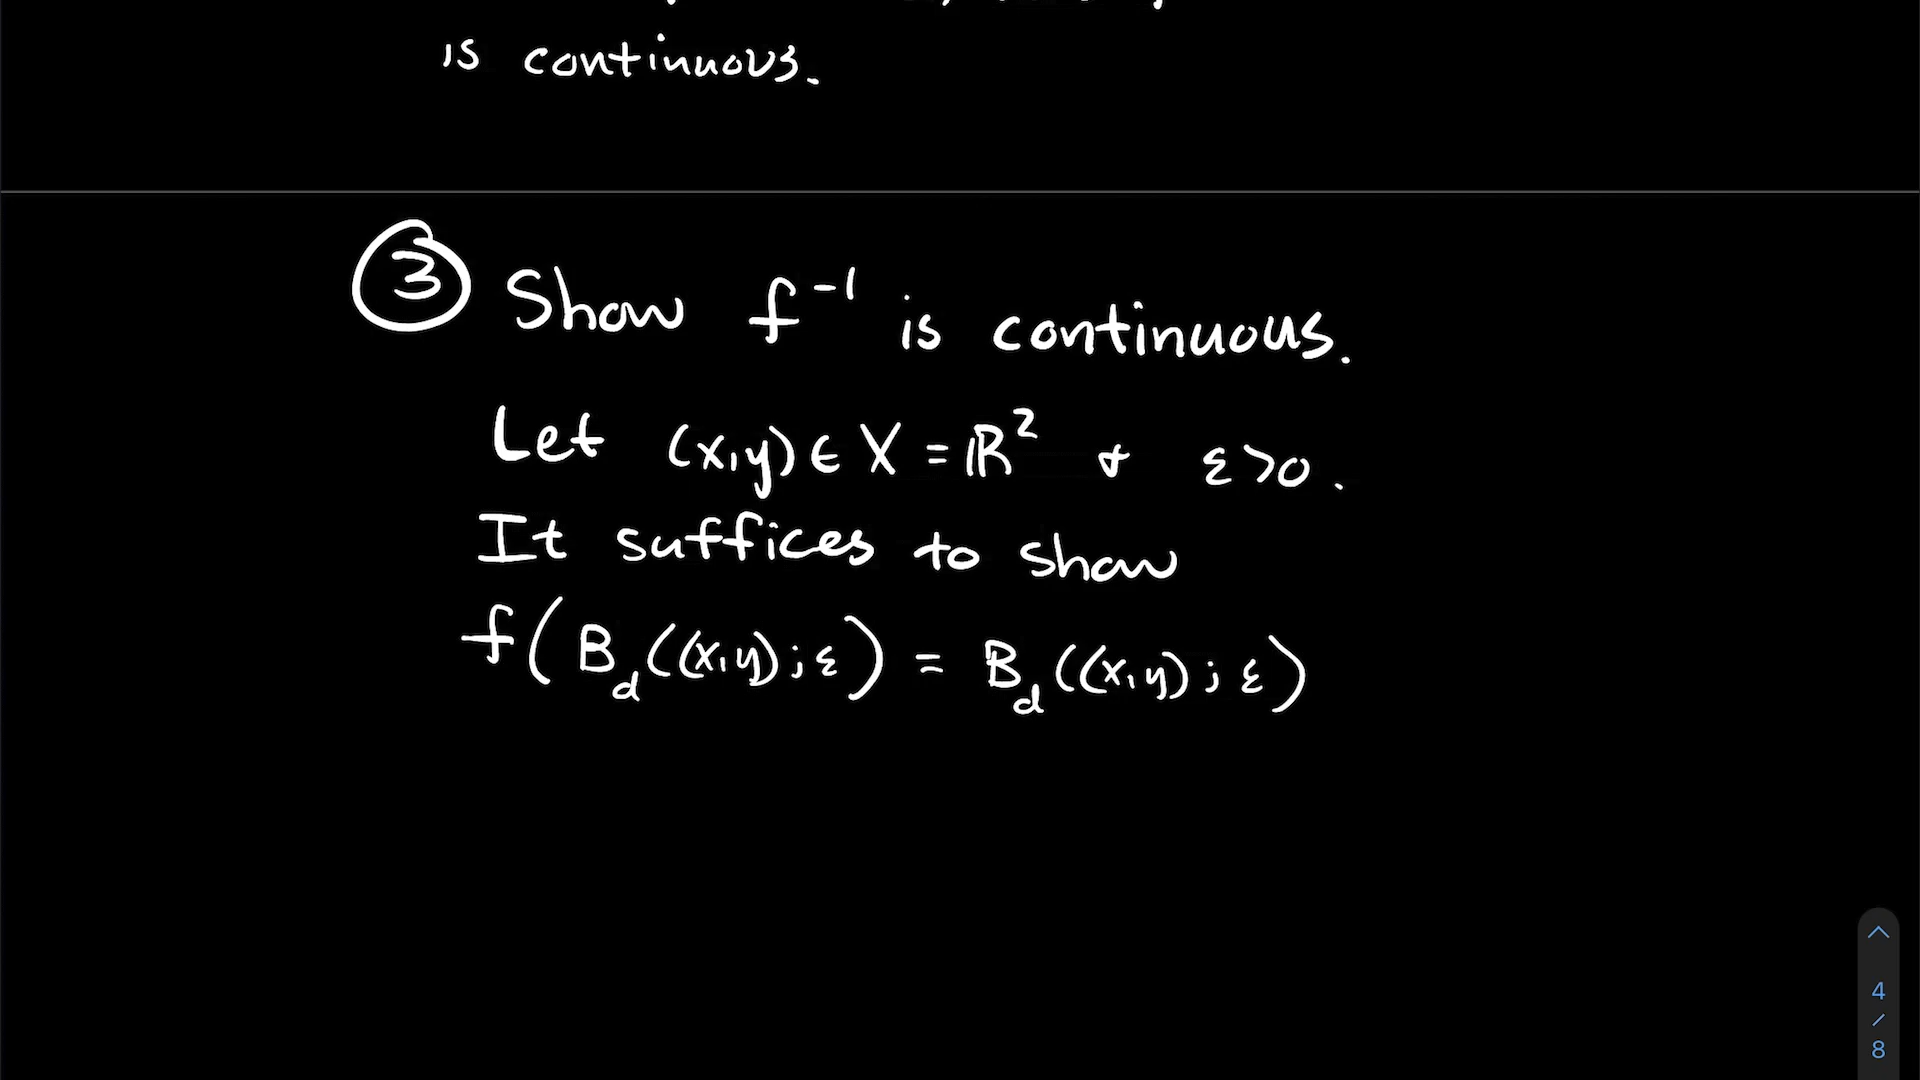 is continuous.
③ Show f⁻¹ is continuous.
Let (x,y) ∈ X = ℝ² & ε>0.
It suffices to show
f(B_d((x,y);ε) = B_d((x,y);ε)
4
/
8